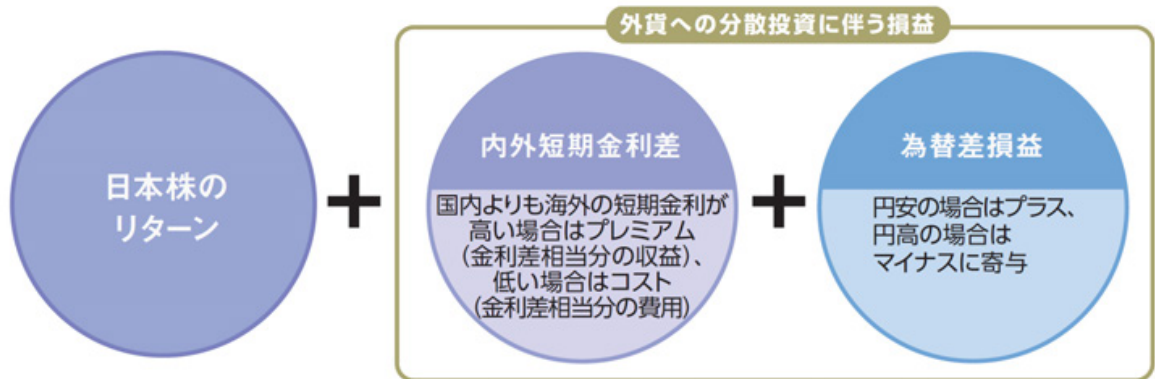 外貨への分散投資に伴う損益
日本株の
リターン
+
内外短期金利差
国内よりも海外の短期金利が
高い場合はプレミアム
(金利差相当分の収益)、
低い場合はコスト
(金利差相当分の費用)
+
為替差損益
円安の場合はプラス、
円高の場合は
マイナスに寄与